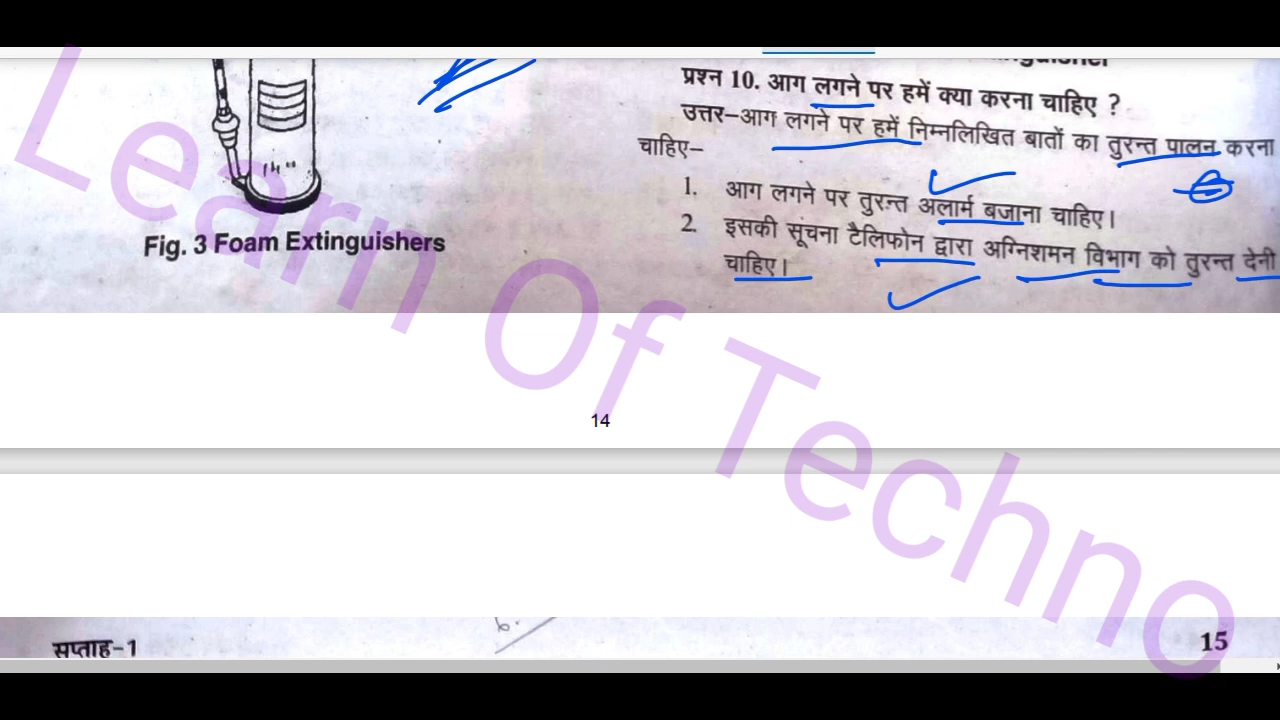 Fig. 3 Foam Extinguishers
प्रश्न 10. आग लगने पर हमें क्या करना चाहिए ?
उत्तर–आग लगने पर हमें निम्नलिखित बातों का तुरन्त पालन करना
चाहिए–
1. आग लगने पर तुरन्त अलार्म बजाना चाहिए।
2. इसकी सूंचना टैलिफोन द्वारा अग्निशमन विभाग को तुरन्त देनी
चाहिए।
14
Learn Of Techno
6.
सप्ताह–1
15